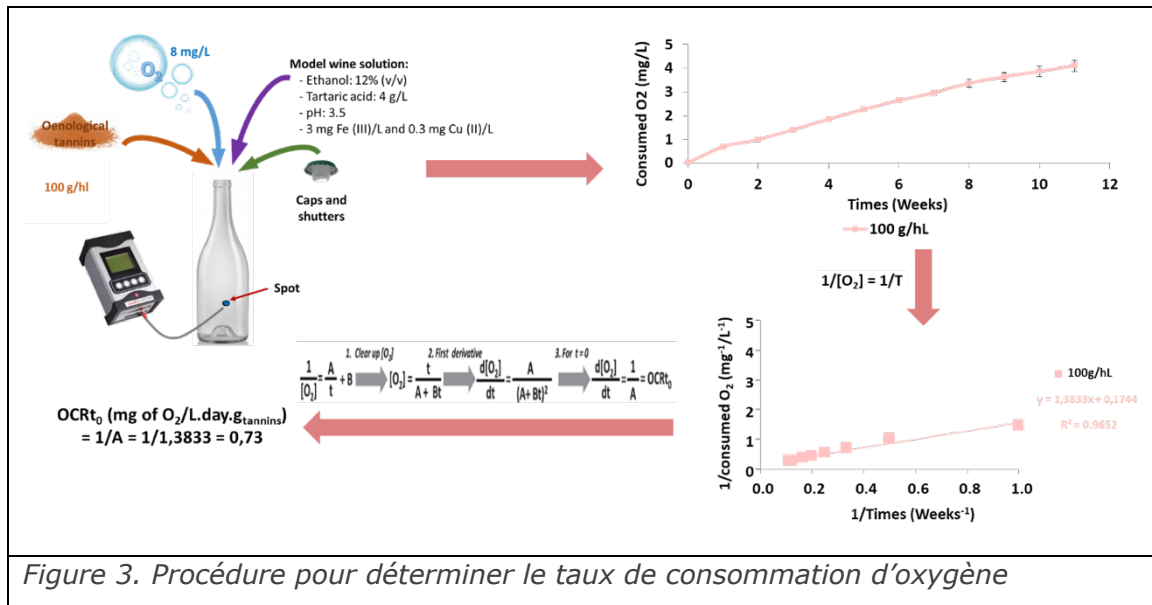 8 mg/L
O2
Oenological
tannins
100 g/hl
Model wine solution:
- Ethanol: 12% (v/v)
- Tartaric acid: 4 g/L
- pH: 3.5
- 3 mg Fe (III)/L and 0.3 mg Cu (II)/L
Caps and
shutters
Spot
Consumed O2 (mg/L)
5
4
3
2
1
0
0 2 4 6 8 10 12
Times (Weeks)
100 g/hL
1/[O₂] = 1/T
1/consumed O₂ (mg⁻¹/L⁻¹)
5
4
3
2
1
0
0.0 0.2 0.4 0.6 0.8 1.0
1/Times (Weeks⁻¹)
100g/hL
y = 1,3833x + 0,1744
R² = 0.9652
1. Clear up [O₂] 2. First derivative 3. For t = 0
1/[O₂] = A/t + B [O₂] = t/(A + Bt) d[O₂]/dt = A/(A+ Bt)² d[O₂]/dt = 1/A = OCRt₀
OCRt₀ (mg of O₂/L.day.g_tannins)
= 1/A = 1/1,3833 = 0,73
Figure 3. Procédure pour déterminer le taux de consommation d'oxygène